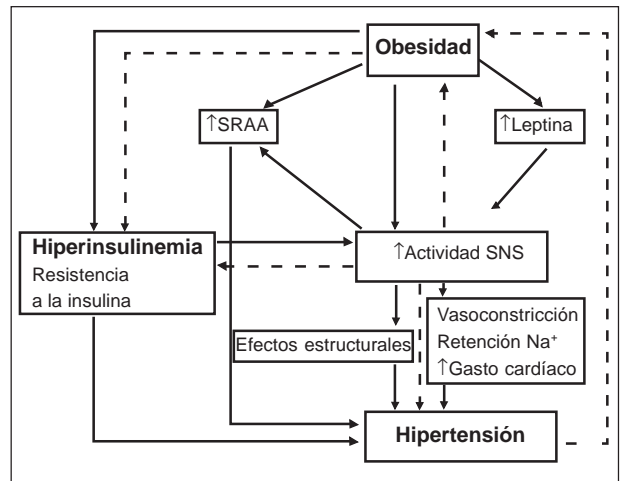 Obesidad
↑SRAA
↑Leptina
Hiperinsulinemia
Resistencia
a la insulina
↑Actividad SNS
Efectos estructurales
Vasoconstricción
Retención Na⁺
↑Gasto cardíaco
Hipertensión